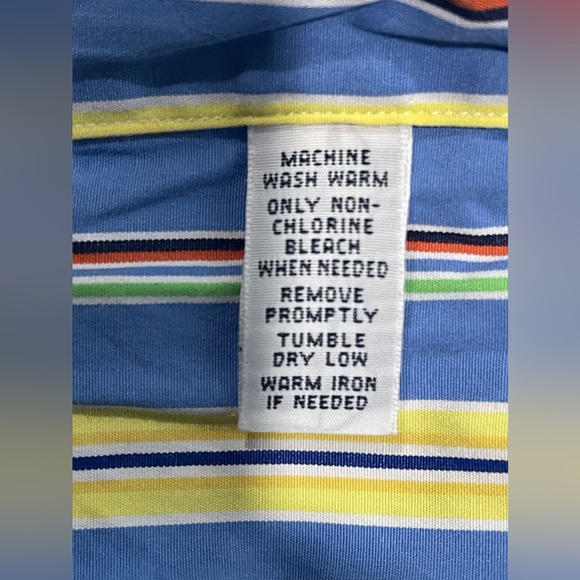 MACHINE
WASH WARM
ONLY NON-
CHLORINE
BLEACH
WHEN NEEDED
REMOVE
PROMPTLY
TUMBLE
DRY LOW
WARM IRON
IF NEEDED